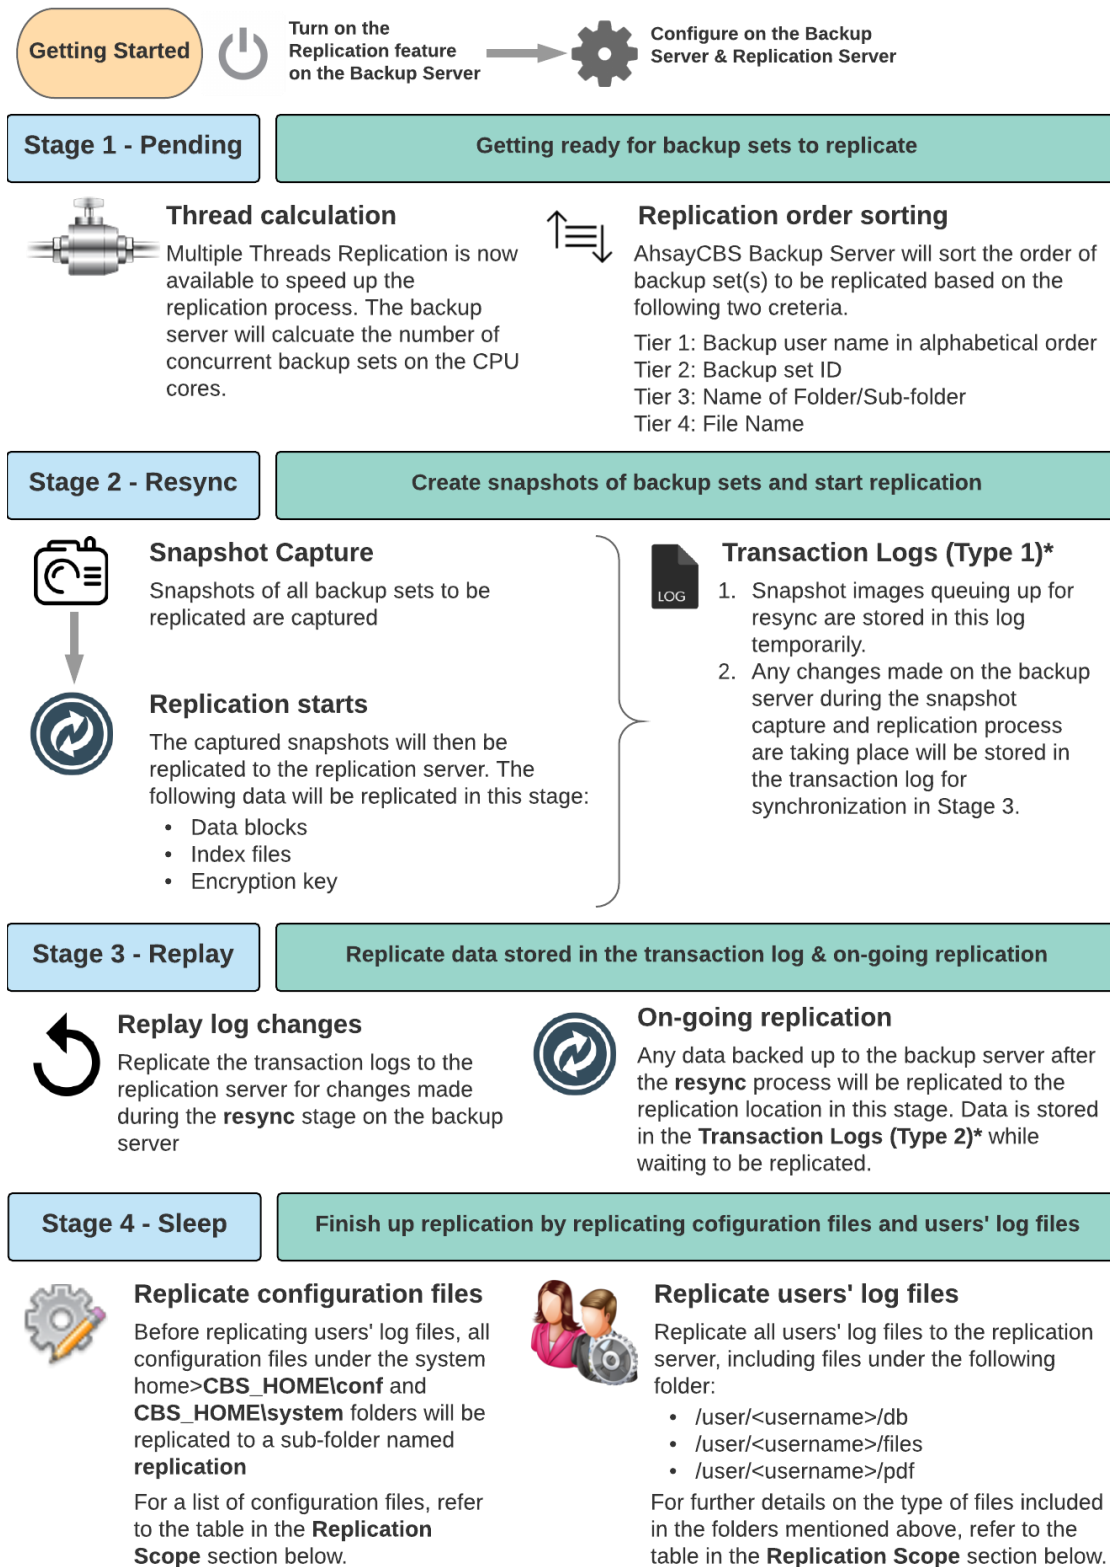 Getting Started
Turn on the
Replication feature
on the Backup Server
Configure on the Backup
Server & Replication Server
Stage 1 - Pending
Getting ready for backup sets to replicate
Thread calculation
Multiple Threads Replication is now
available to speed up the
replication process. The backup
server will calcuate the number of
concurrent backup sets on the CPU
cores.
Replication order sorting
AhsayCBS Backup Server will sort the order of
backup set(s) to be replicated based on the
following two creteria.
Tier 1: Backup user name in alphabetical order
Tier 2: Backup set ID
Tier 3: Name of Folder/Sub-folder
Tier 4: File Name
Stage 2 - Resync
Create snapshots of backup sets and start replication
Snapshot Capture
Snapshots of all backup sets to be
replicated are captured
Replication starts
The captured snapshots will then be
replicated to the replication server. The
following data will be replicated in this stage:
• Data blocks
• Index files
• Encryption key
LOG
Transaction Logs (Type 1)*
1. Snapshot images queuing up for
resync are stored in this log
temporarily.
2. Any changes made on the backup
server during the snapshot
capture and replication process
are taking place will be stored in
the transaction log for
synchronization in Stage 3.
Stage 3 - Replay
Replicate data stored in the transaction log & on-going replication
Replay log changes
Replicate the transaction logs to the
replication server for changes made
during the resync stage on the backup
server
On-going replication
Any data backed up to the backup server after
the resync process will be replicated to the
replication location in this stage. Data is stored
in the Transaction Logs (Type 2)* while
waiting to be replicated.
Stage 4 - Sleep
Finish up replication by replicating cofiguration files and users' log files
Replicate configuration files
Before replicating users' log files, all
configuration files under the system
home>CBS_HOME\conf and
CBS_HOME\system folders will be
replicated to a sub-folder named
replication
For a list of configuration files, refer
to the table in the Replication
Scope section below.
Replicate users' log files
Replicate all users' log files to the replication
server, including files under the following
folder:
• /user/<username>/db
• /user/<username>/files
• /user/<username>/pdf
For further details on the type of files included
in the folders mentioned above, refer to the
table in the Replication Scope section below.